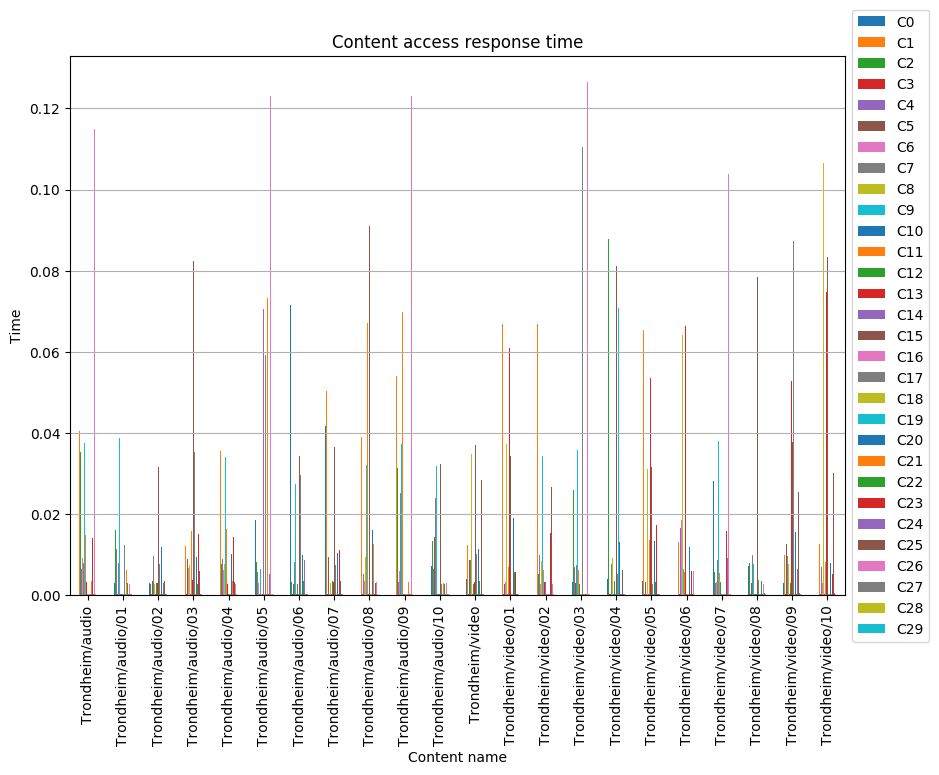 Content access response time
Time
0.12
0.10
0.08
0.06
0.04
0.02
0.00
Trondheim/audio
Trondheim/audio/01
Trondheim/audio/02
Trondheim/audio/03
Trondheim/audio/04
Trondheim/audio/05
Trondheim/audio/06
Trondheim/audio/07
Trondheim/audio/08
Trondheim/audio/09
Trondheim/audio/10
Trondheim/video
Trondheim/video/01
Trondheim/video/02
Trondheim/video/03
Trondheim/video/04
Trondheim/video/05
Trondheim/video/06
Trondheim/video/07
Trondheim/video/08
Trondheim/video/09
Trondheim/video/10
Content name
C0
C1
C2
C3
C4
C5
C6
C7
C8
C9
C10
C11
C12
C13
C14
C15
C16
C17
C18
C19
C20
C21
C22
C23
C24
C25
C26
C27
C28
C29